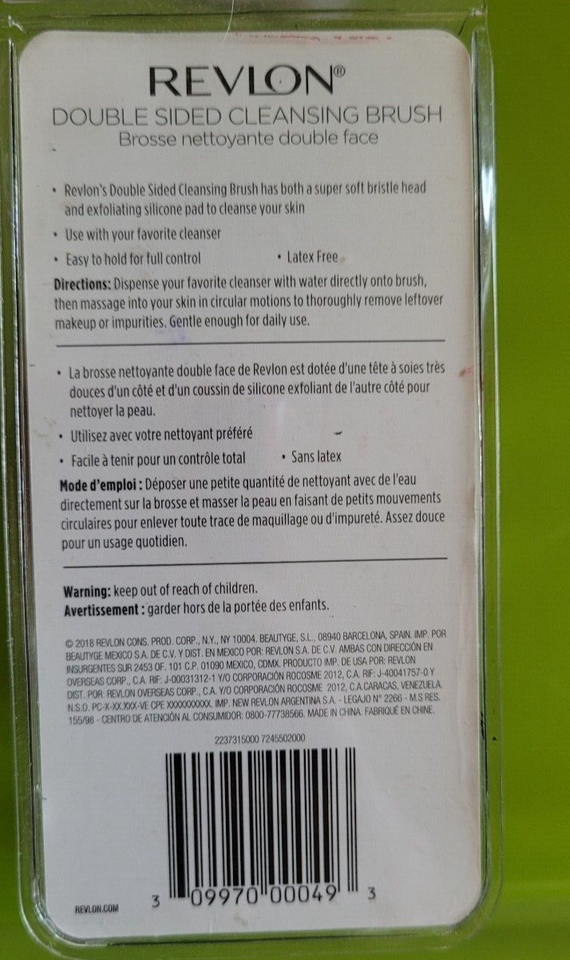 REVLON®
DOUBLE SIDED CLEANSING BRUSH
Brosse nettoyante double face
• Revlon's Double Sided Cleansing Brush has both a super soft bristle head
and exfoliating silicone pad to cleanse your skin
• Use with your favorite cleanser
• Easy to hold for full control • Latex Free
Directions: Dispense your favorite cleanser with water directly onto brush,
then massage into your skin in circular motions to thoroughly remove leftover
makeup or impurities. Gentle enough for daily use.
• La brosse nettoyante double face de Revlon est dotée d'une tête à soies très
douces d'un côté et d'un coussin de silicone exfoliant de l'autre côté pour
nettoyer la peau.
• Utilisez avec votre nettoyant préféré
• Facile à tenir pour un contrôle total • Sans latex
Mode d'emploi : Déposer une petite quantité de nettoyant avec de l'eau
directement sur la brosse et masser la peau en faisant de petits mouvements
circulaires pour enlever toute trace de maquillage ou d'impureté. Assez douce
pour un usage quotidien.
Warning: keep out of reach of children.
Avertissement : garder hors de la portée des enfants.
© 2018 REVLON CONS. PROD. CORP., N.Y., NY 10004. BEAUTYGE, S.L., 08940 BARCELONA, SPAIN. IMP. POR
BEAUTYGE MEXICO S.A. DE C.V. Y DIST. EN MEXICO POR: REVLON S.A. DE C.V. AMBAS CON DIRECCIÓN EN
INSURGENTES SUR 2453 OF. 101 C.P. 01090 MEXICO, CDMX. PRODUCTO IMP. DE USA POR: REVLON
OVERSEAS CORP., C.A. RIF: J-00031312-1 Y/O CORPORACIÓN ROCOSME 2012, C.A. RIF: J-40041757-0 Y
DIST. POR: REVLON OVERSEAS CORP., C.A. Y/O CORPORACIÓN ROCOSME 2012, C.A.CARACAS, VENEZUELA.
N.S.O. PC-X-XX.XXX-VE CPE XXXXXXXXXX. IMP. NEW REVLON ARGENTINA S.A. - LEGAJO N° 2266 - M.S RES.
155/98 - CENTRO DE ATENCIÓN AL CONSUMIDOR: 0800-77738566. MADE IN CHINA. FABRIQUÉ EN CHINE.
2237315000 7245502000
3 09970 00049 3
REVLON.COM